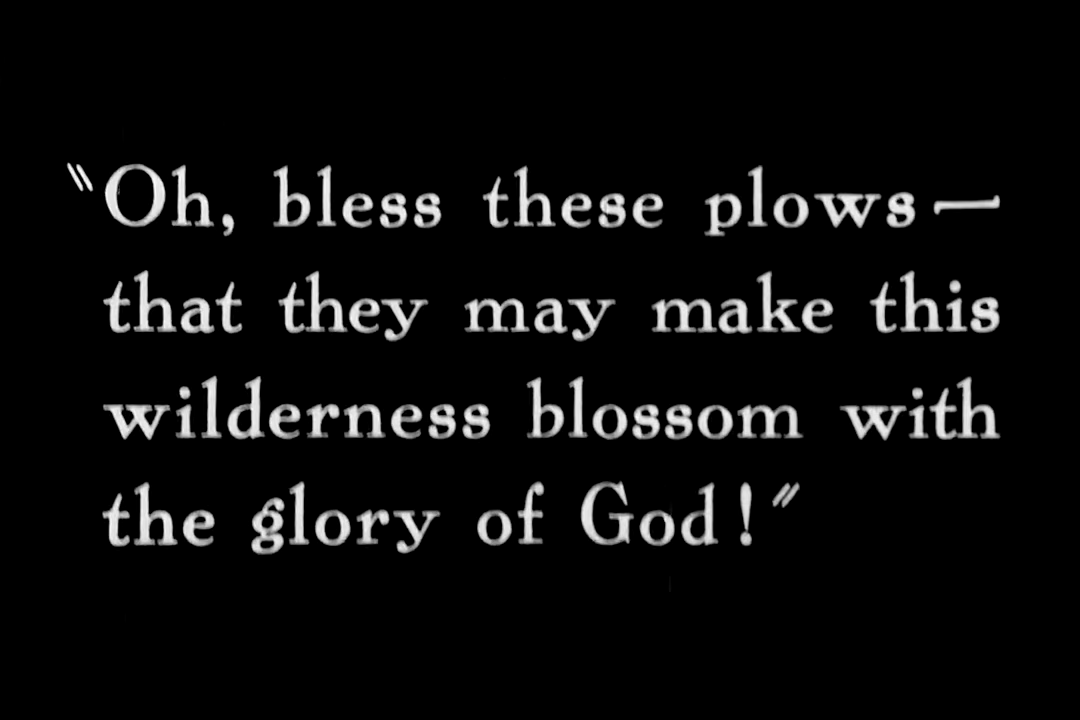 "Oh, bless these plows—
that they may make this
wilderness blossom with
the glory of God!"